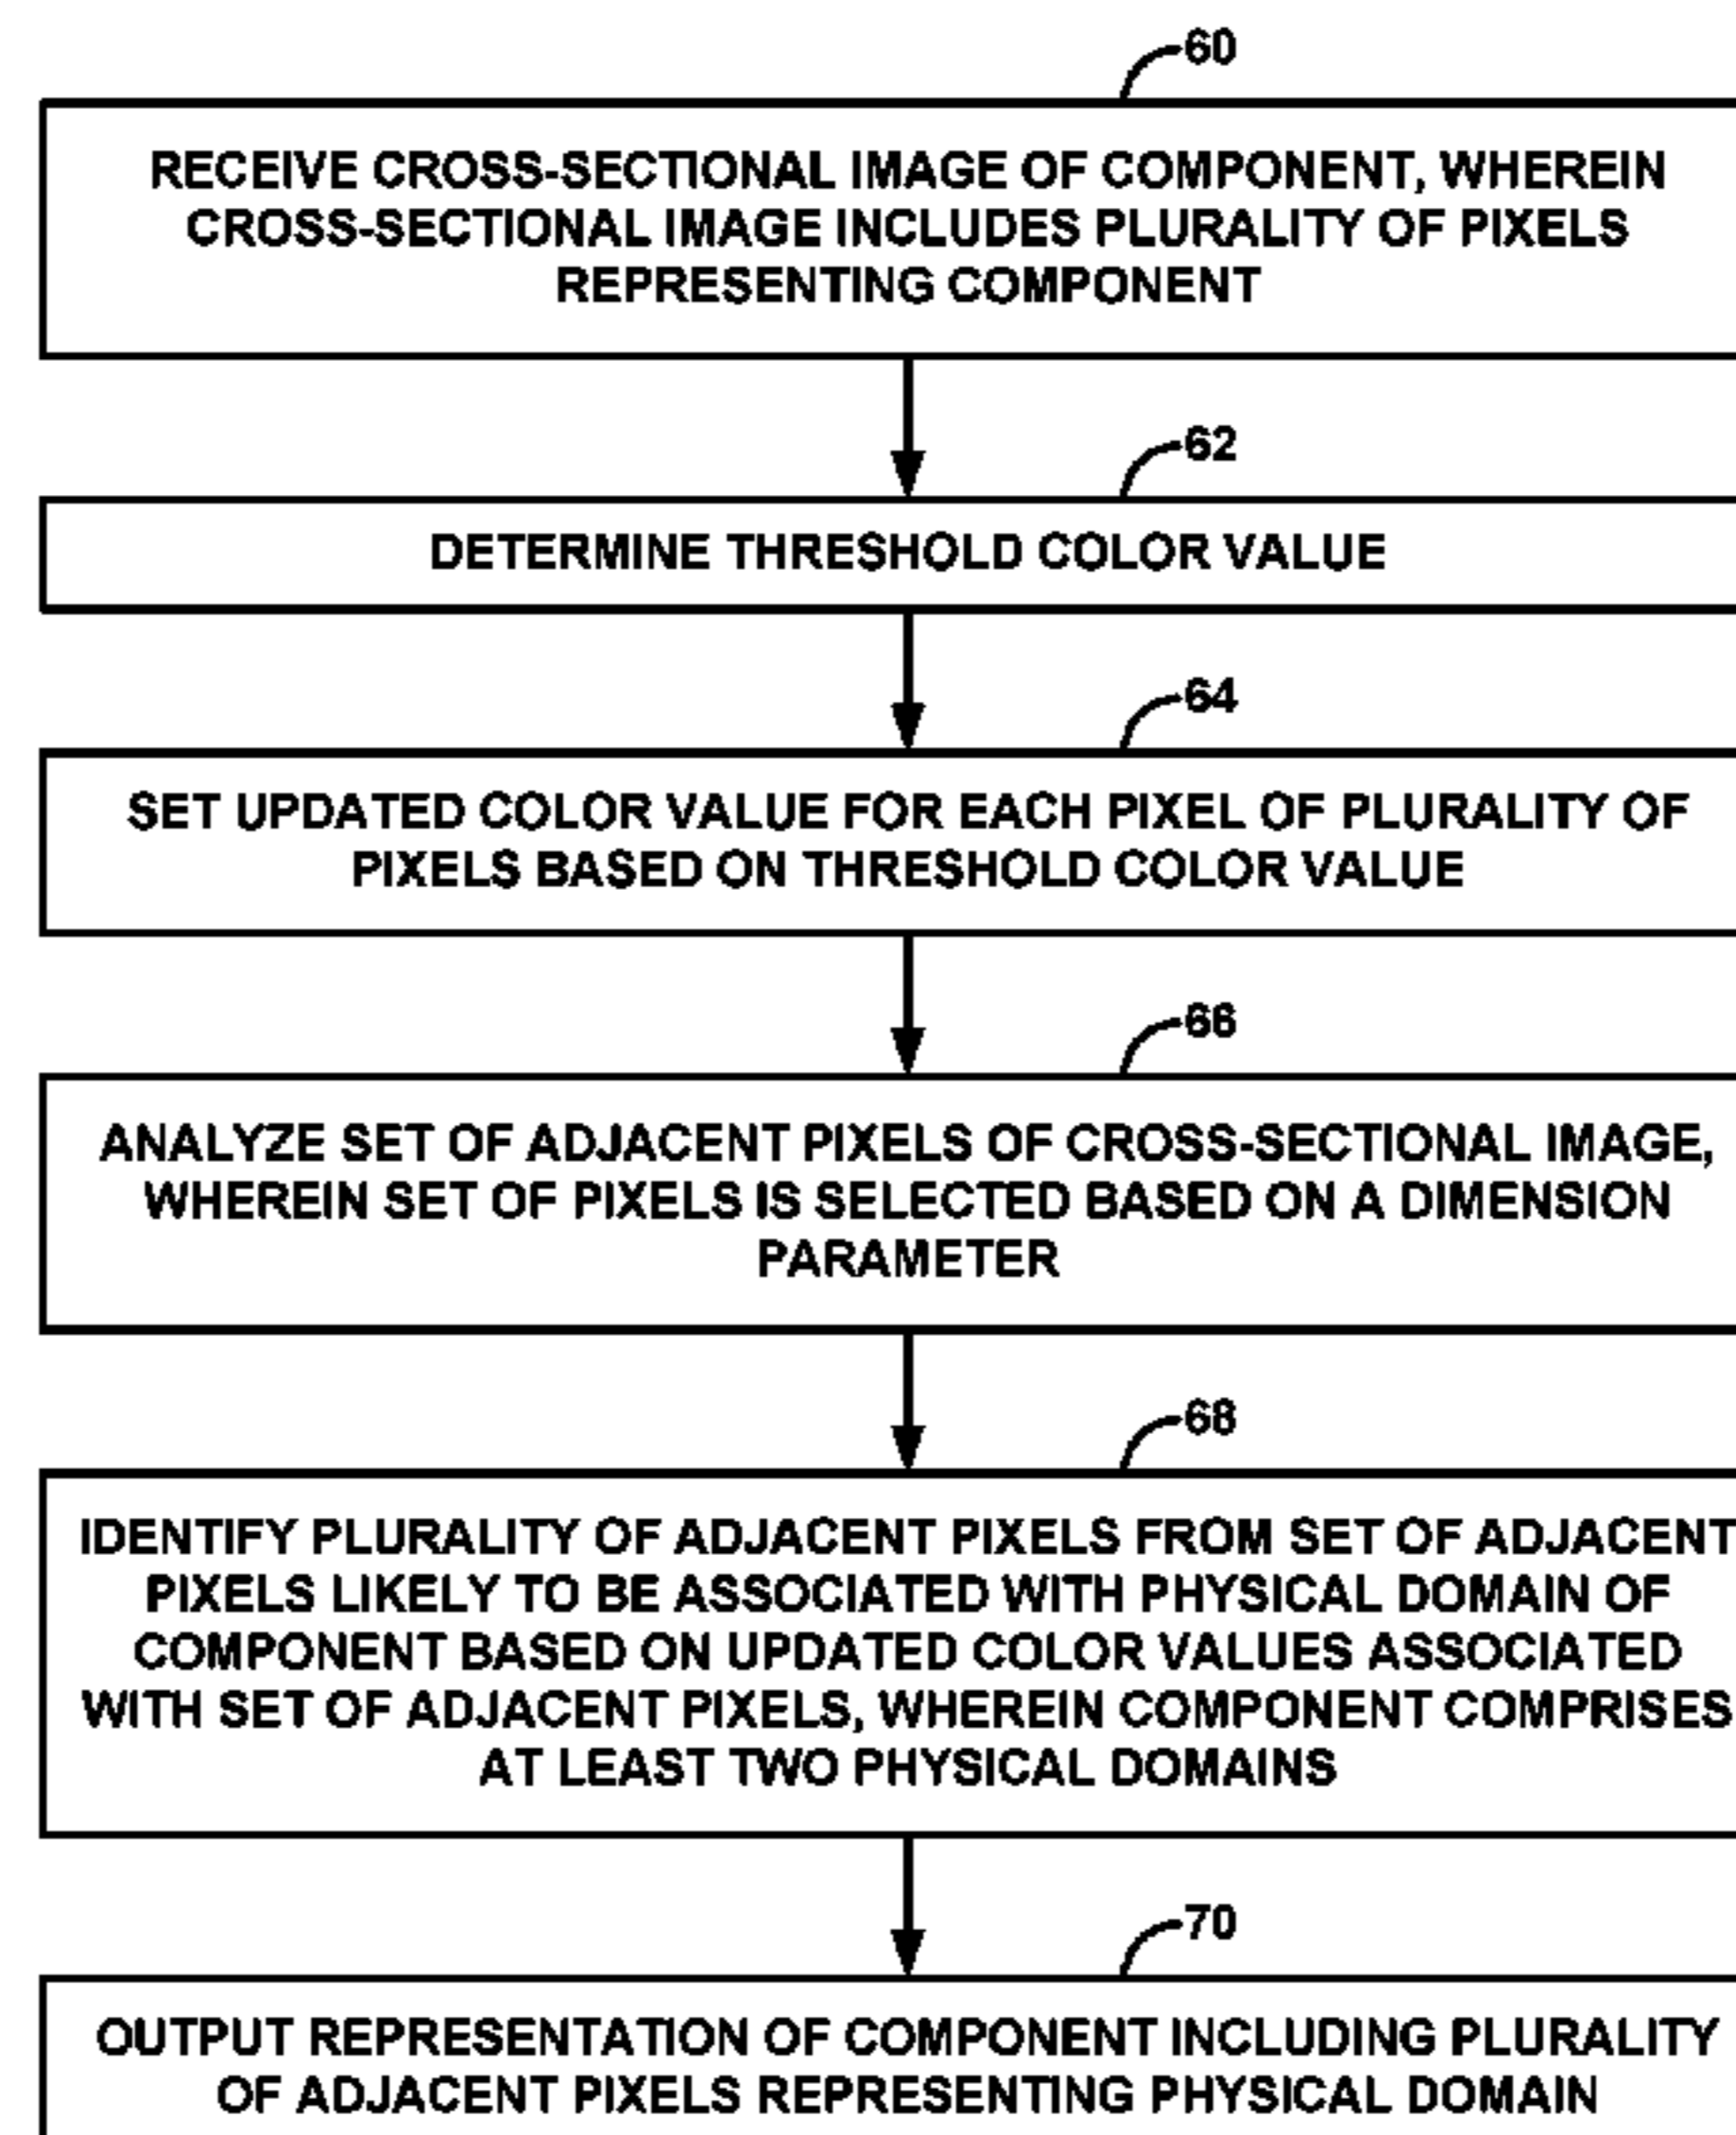 60
RECEIVE CROSS-SECTIONAL IMAGE OF COMPONENT, WHEREIN
CROSS-SECTIONAL IMAGE INCLUDES PLURALITY OF PIXELS
REPRESENTING COMPONENT
62
DETERMINE THRESHOLD COLOR VALUE
64
SET UPDATED COLOR VALUE FOR EACH PIXEL OF PLURALITY OF
PIXELS BASED ON THRESHOLD COLOR VALUE
66
ANALYZE SET OF ADJACENT PIXELS OF CROSS-SECTIONAL IMAGE,
WHEREIN SET OF PIXELS IS SELECTED BASED ON A DIMENSION
PARAMETER
68
IDENTIFY PLURALITY OF ADJACENT PIXELS FROM SET OF ADJACENT
PIXELS LIKELY TO BE ASSOCIATED WITH PHYSICAL DOMAIN OF
COMPONENT BASED ON UPDATED COLOR VALUES ASSOCIATED
WITH SET OF ADJACENT PIXELS, WHEREIN COMPONENT COMPRISES
AT LEAST TWO PHYSICAL DOMAINS
70
OUTPUT REPRESENTATION OF COMPONENT INCLUDING PLURALITY
OF ADJACENT PIXELS REPRESENTING PHYSICAL DOMAIN